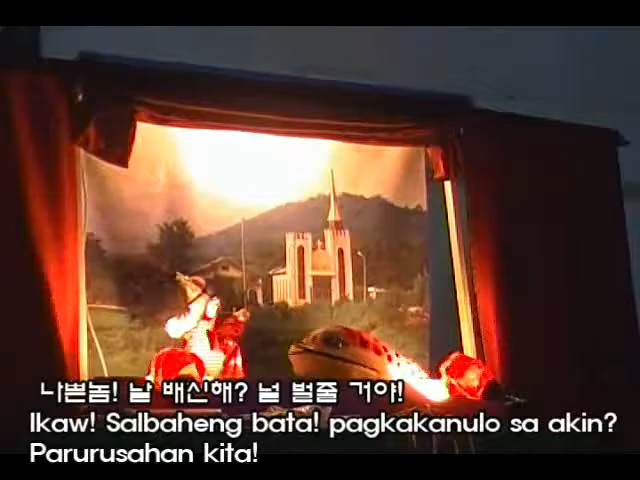 나쁜놈! 날 배신해? 널 벌줄 거야!
Ikaw! Salbaheng bata! pagkakanulo sa akin?
Parurusahan kita!